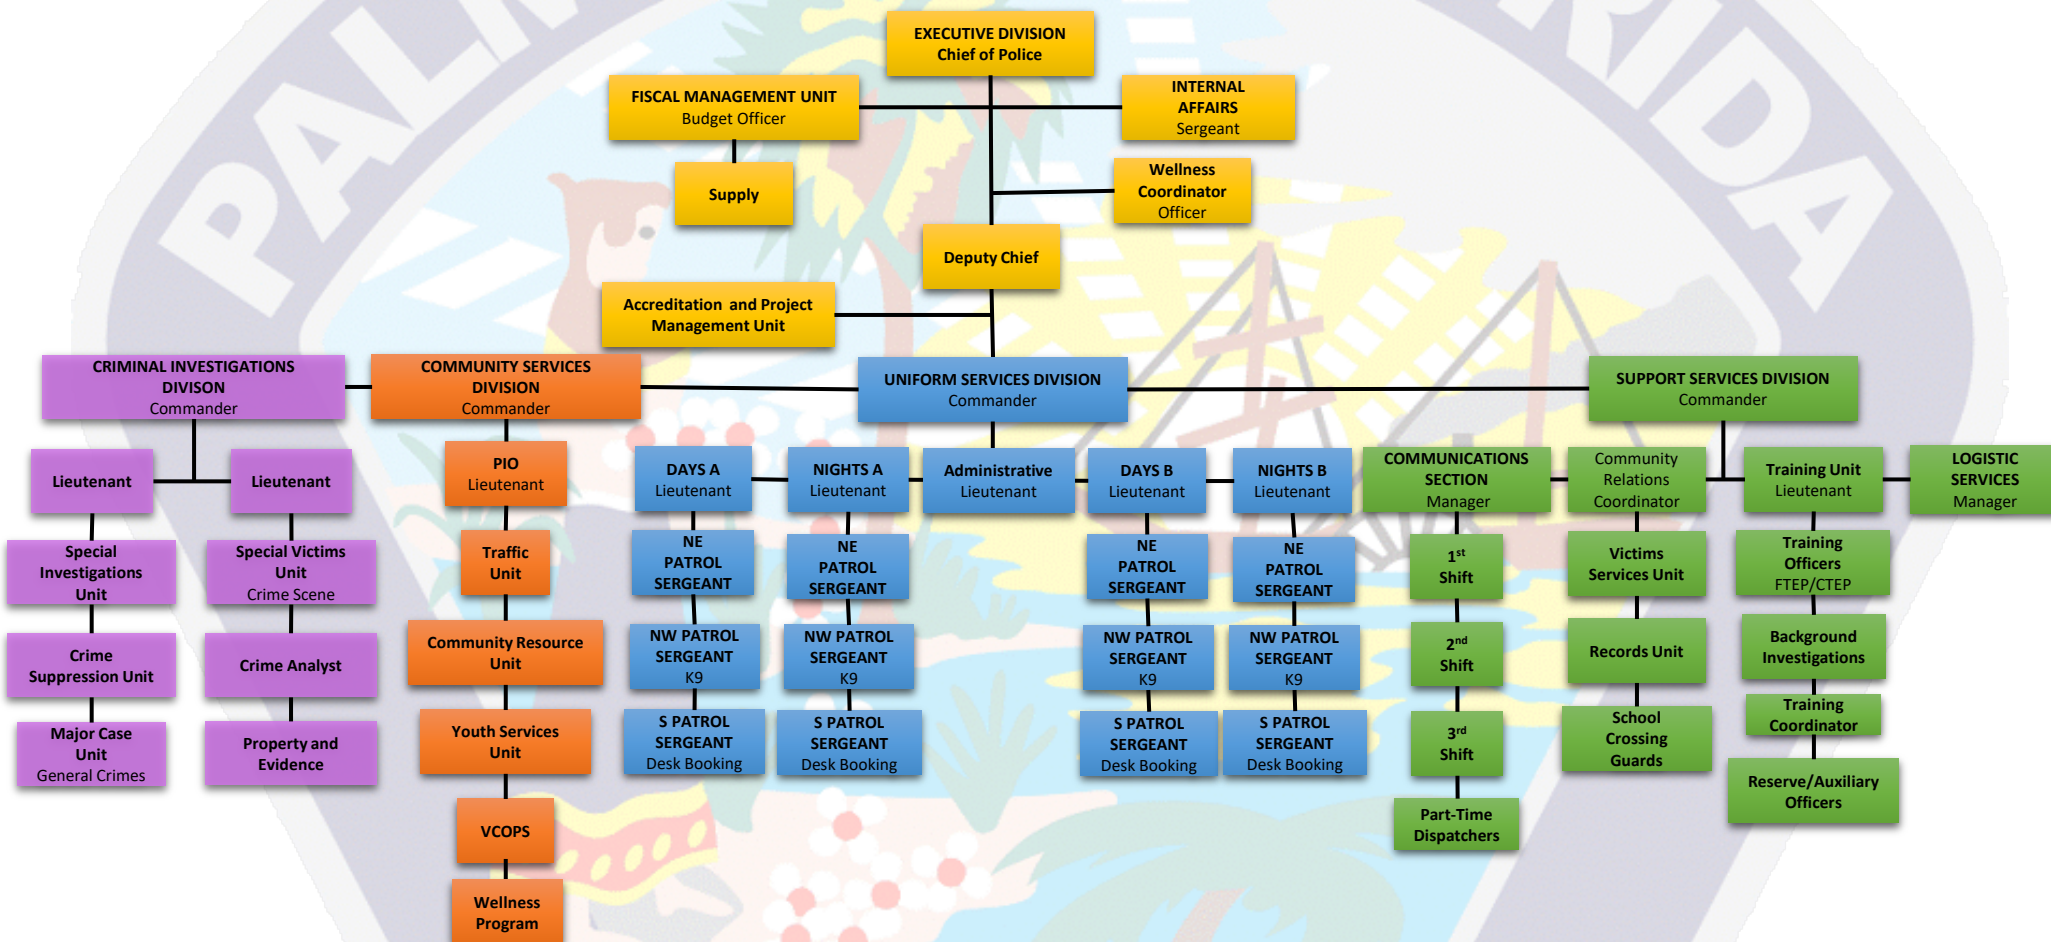 PALM
RIDA
EXECUTIVE DIVISION
Chief of Police
FISCAL MANAGEMENT UNIT
Budget Officer
INTERNAL
AFFAIRS
Sergeant
Supply
Wellness
Coordinator
Officer
Deputy Chief
Accreditation and Project
Management Unit
CRIMINAL INVESTIGATIONS
DIVISON
Commander
COMMUNITY SERVICES
DIVISION
Commander
UNIFORM SERVICES DIVISION
Commander
SUPPORT SERVICES DIVISION
Commander
Lieutenant
Special
Investigations
Unit
Crime
Suppression Unit
Major Case
Unit
General Crimes
Lieutenant
Special Victims
Unit
Crime Scene
Crime Analyst
Property and
Evidence
PIO
Lieutenant
Traffic
Unit
Community Resource
Unit
Youth Services
Unit
VCOPS
Wellness
Program
DAYS A
Lieutenant
NE
PATROL
SERGEANT
NW PATROL
SERGEANT
K9
S PATROL
SERGEANT
Desk Booking
NIGHTS A
Lieutenant
NE
PATROL
SERGEANT
NW PATROL
SERGEANT
K9
S PATROL
SERGEANT
Desk Booking
Administrative
Lieutenant
DAYS B
Lieutenant
NE
PATROL
SERGEANT
NW PATROL
SERGEANT
K9
S PATROL
SERGEANT
Desk Booking
NIGHTS B
Lieutenant
NE
PATROL
SERGEANT
NW PATROL
SERGEANT
K9
S PATROL
SERGEANT
Desk Booking
COMMUNICATIONS
SECTION
Manager
1st
Shift
2nd
Shift
3rd
Shift
Part-Time
Dispatchers
Community
Relations
Coordinator
Victims
Services Unit
Records Unit
School
Crossing
Guards
Training Unit
Lieutenant
Training
Officers
FTEP/CTEP
Background
Investigations
Training
Coordinator
Reserve/Auxiliary
Officers
LOGISTIC
SERVICES
Manager